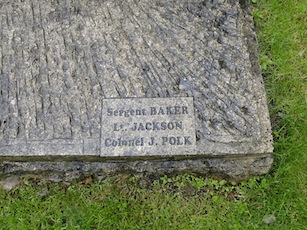 Sergent BAKER
Lt. JACKSON
Colonel J. POLK